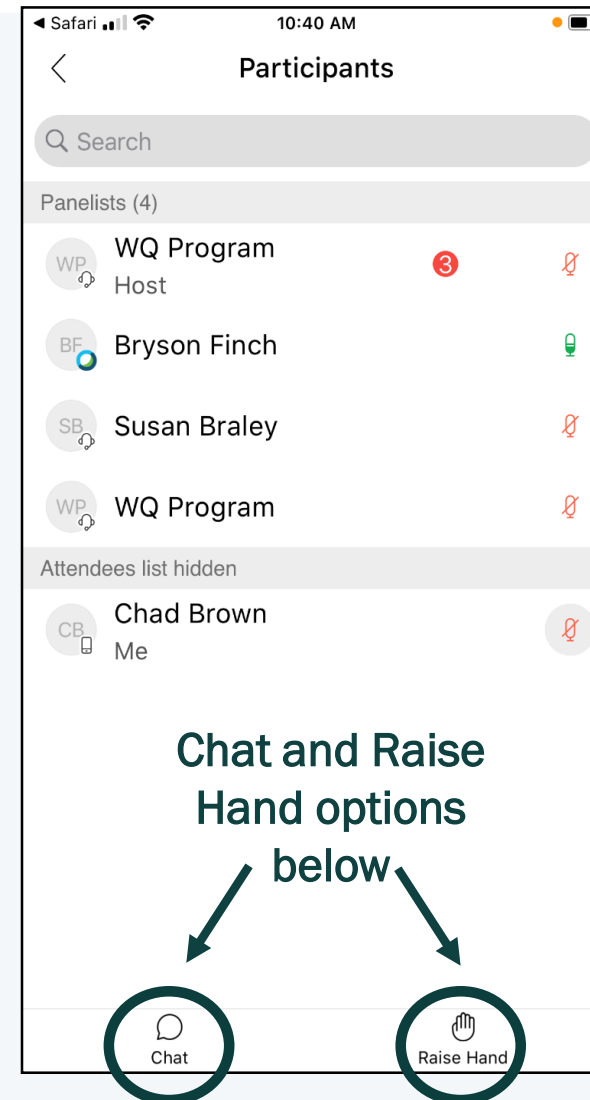 Safari 10:40 AM
Participants
Search
Panelists (4)
WP WQ Program 3
Host
BF Bryson Finch
SB Susan Braley
WP WQ Program
Attendees list hidden
CB Chad Brown
Me
Chat and Raise
Hand options
below
Chat Raise Hand